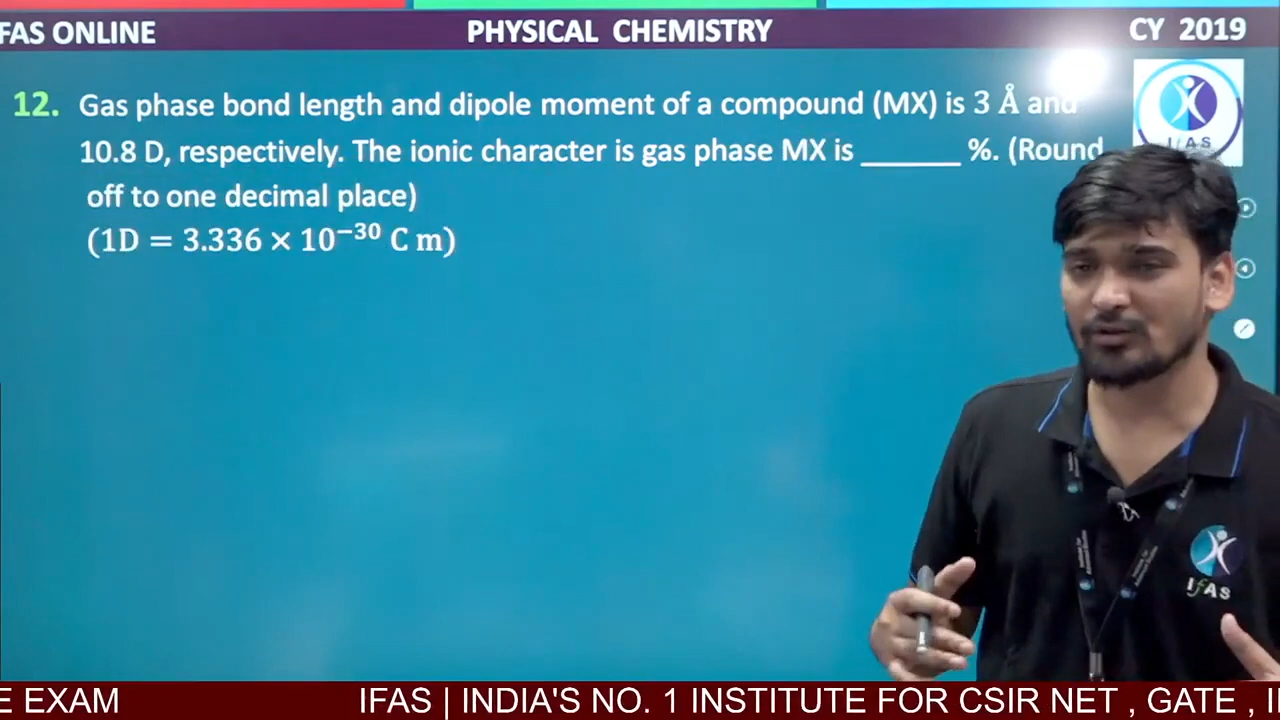 FAS ONLINE
PHYSICAL CHEMISTRY
CY 2019
12. Gas phase bond length and dipole moment of a compound (MX) is 3 Å and
10.8 D, respectively. The ionic character is gas phase MX is ______ %. (Round
off to one decimal place)
(1D = 3.336 × 10⁻³⁰ C m)
IFAS
IfAS
E EXAM
IFAS | INDIA'S NO. 1 INSTITUTE FOR CSIR NET , GATE , I